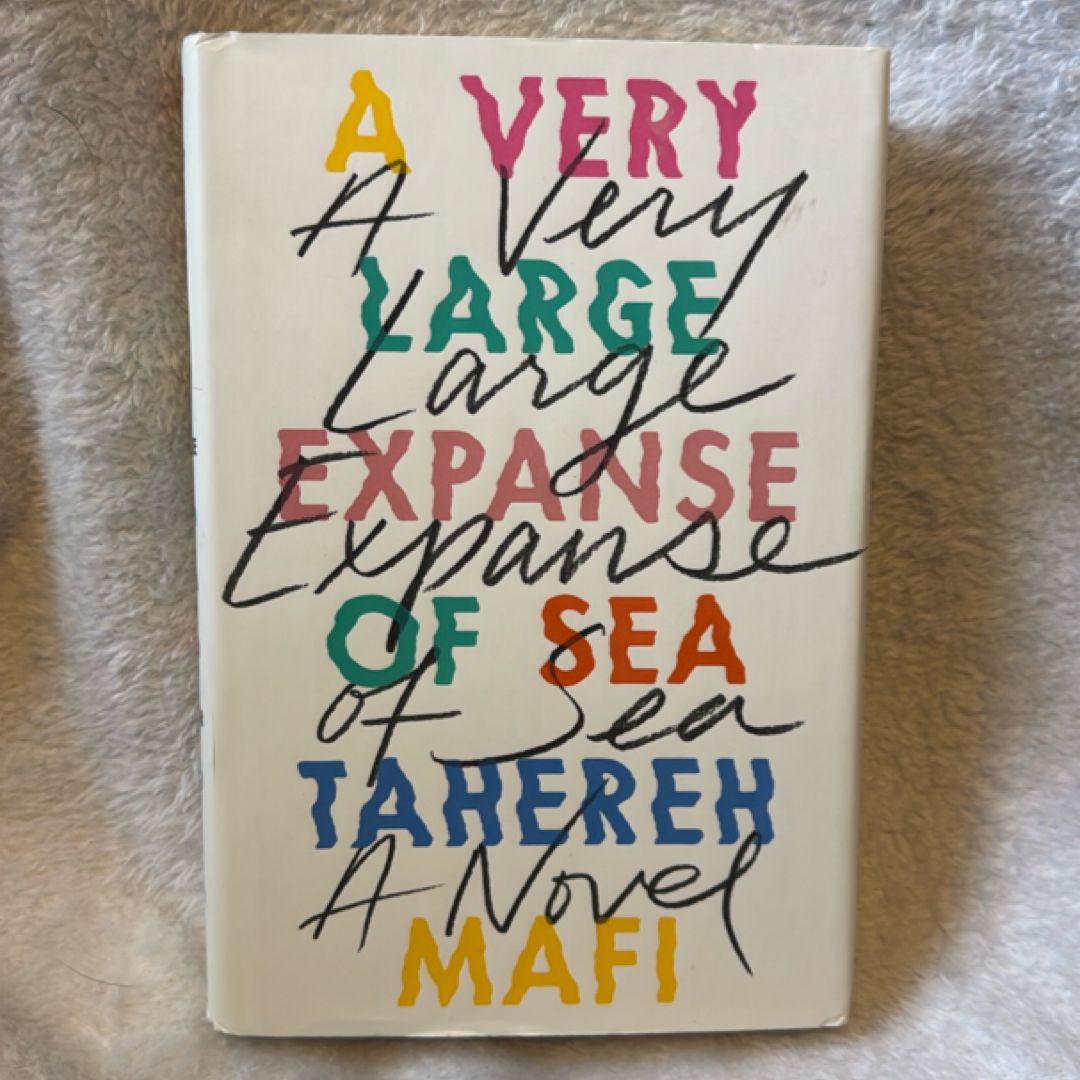 A VERY
A Very
LARGE
Large
EXPANSE
Expanse
OF SEA
of Sea
TAHEREH
A Novel
MAFI